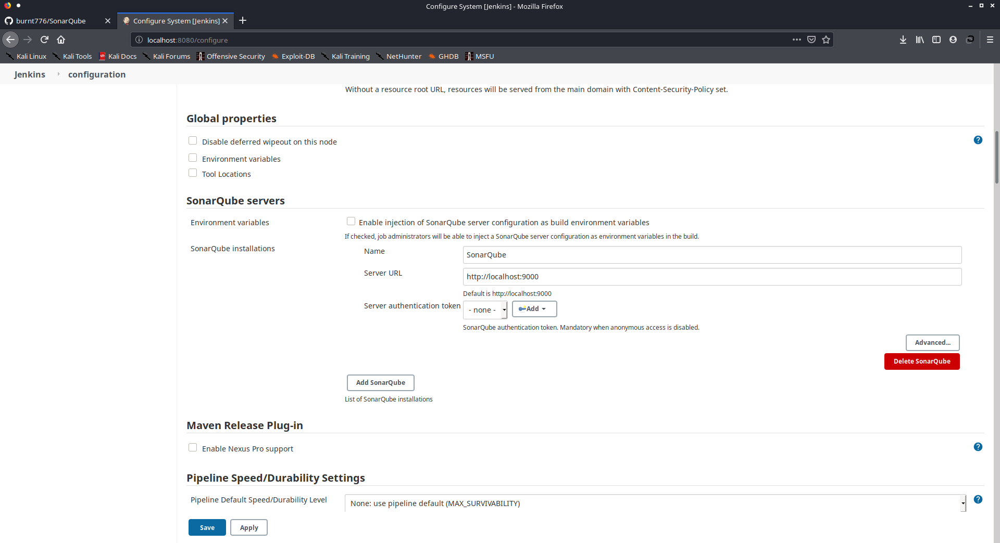 Configure System [Jenkins] - Mozilla Firefox
burnt776/SonarQube
Configure System [Jenkins]
localhost:8080/configure
Kali Linux Kali Tools Kali Docs Kali Forums Offensive Security Exploit-DB Kali Training NetHunter GHDB MSFU
Jenkins configuration
Without a resource root URL, resources will be served from the main domain with Content-Security-Policy set.
Global properties
Disable deferred wipeout on this node
Environment variables
Tool Locations
SonarQube servers
Environment variables
Enable injection of SonarQube server configuration as build environment variables
If checked, job administrators will be able to inject a SonarQube server configuration as environment variables in the build.
SonarQube installations
Name
SonarQube
Server URL
http://localhost:9000
Default is http://localhost:9000
Server authentication token
- none -
Add
SonarQube authentication token. Mandatory when anonymous access is disabled.
Advanced...
Delete SonarQube
Add SonarQube
List of SonarQube installations
Maven Release Plug-in
Enable Nexus Pro support
Pipeline Speed/Durability Settings
Pipeline Default Speed/Durability Level
None: use pipeline default (MAX_SURVIVABILITY)
Save
Apply